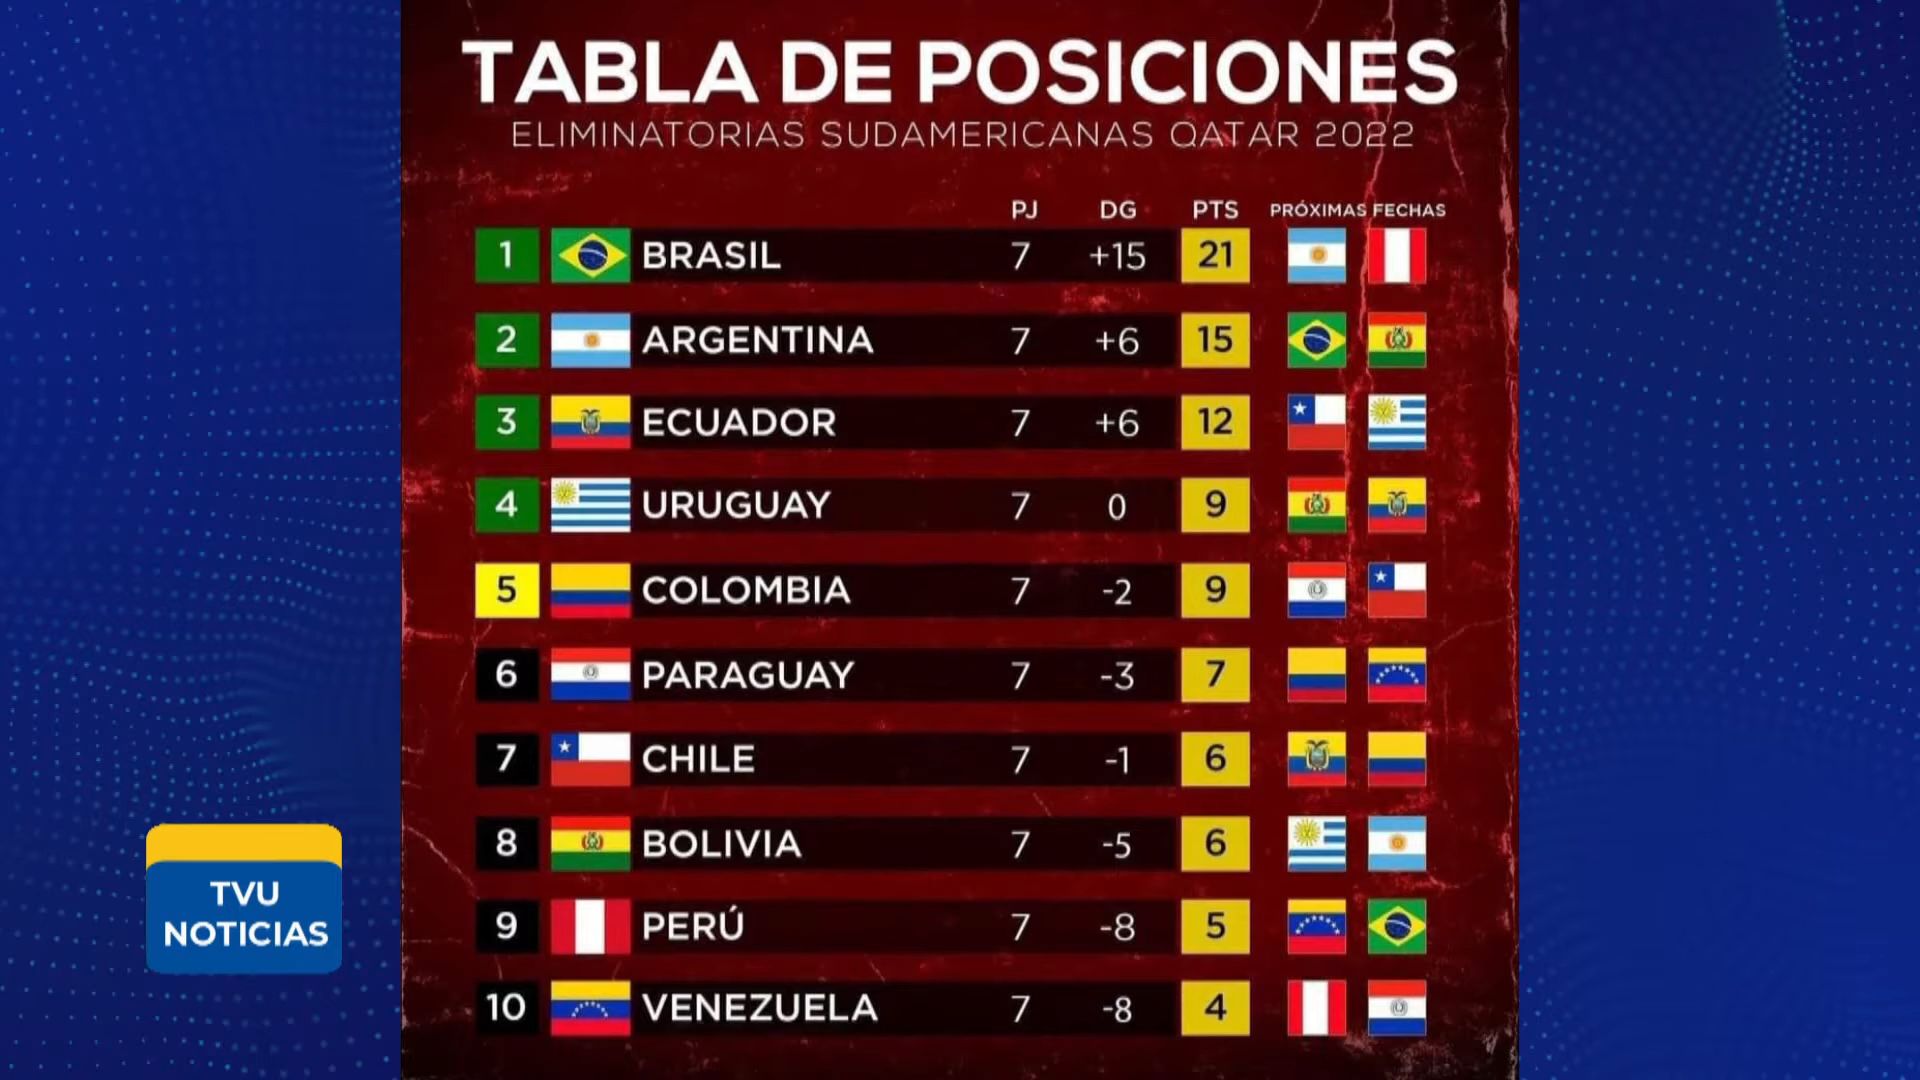 TABLA DE POSICIONES
ELIMINATORIAS SUDAMERICANAS QATAR 2022
PJ DG PTS PRÓXIMAS FECHAS
1 BRASIL 7 +15 21
2 ARGENTINA 7 +6 15
3 ECUADOR 7 +6 12
4 URUGUAY 7 0 9
5 COLOMBIA 7 -2 9
6 PARAGUAY 7 -3 7
7 CHILE 7 -1 6
8 BOLIVIA 7 -5 6
9 PERÚ 7 -8 5
10 VENEZUELA 7 -8 4
TVU
NOTICIAS